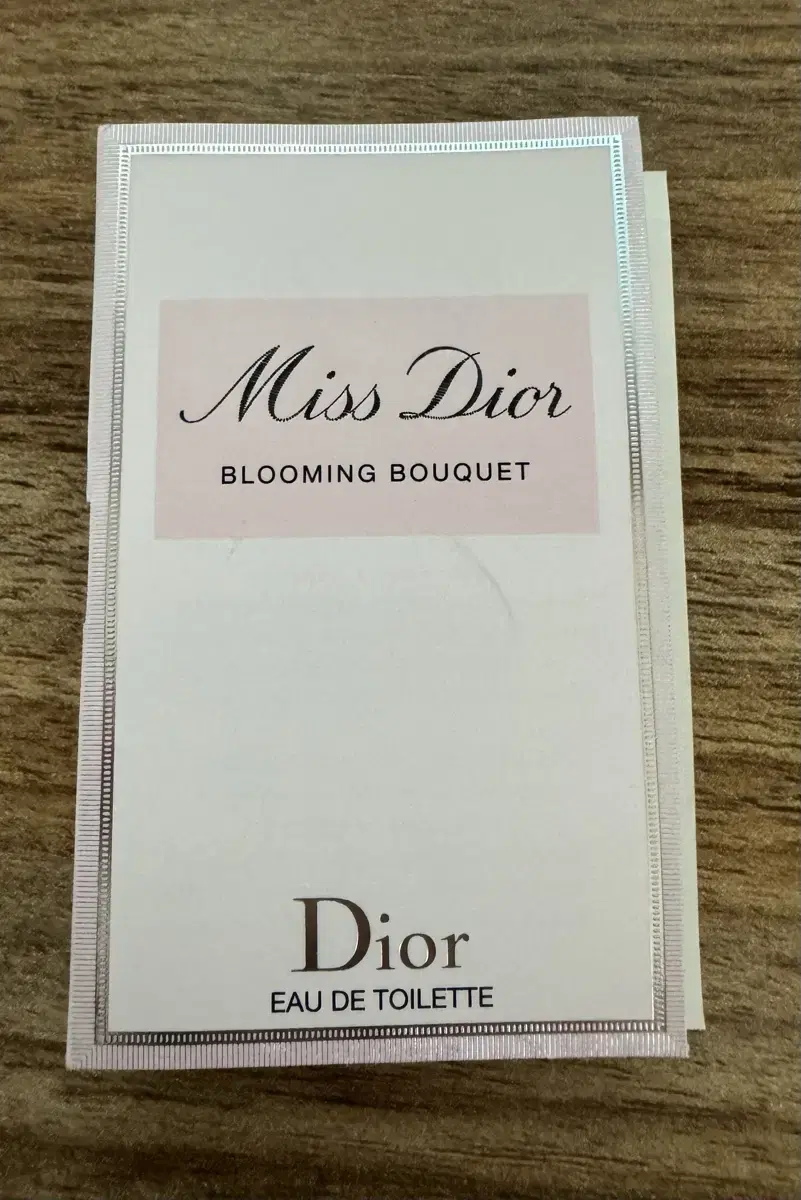 Miss Dior
BLOOMING BOUQUET
Dior
EAU DE TOILETTE